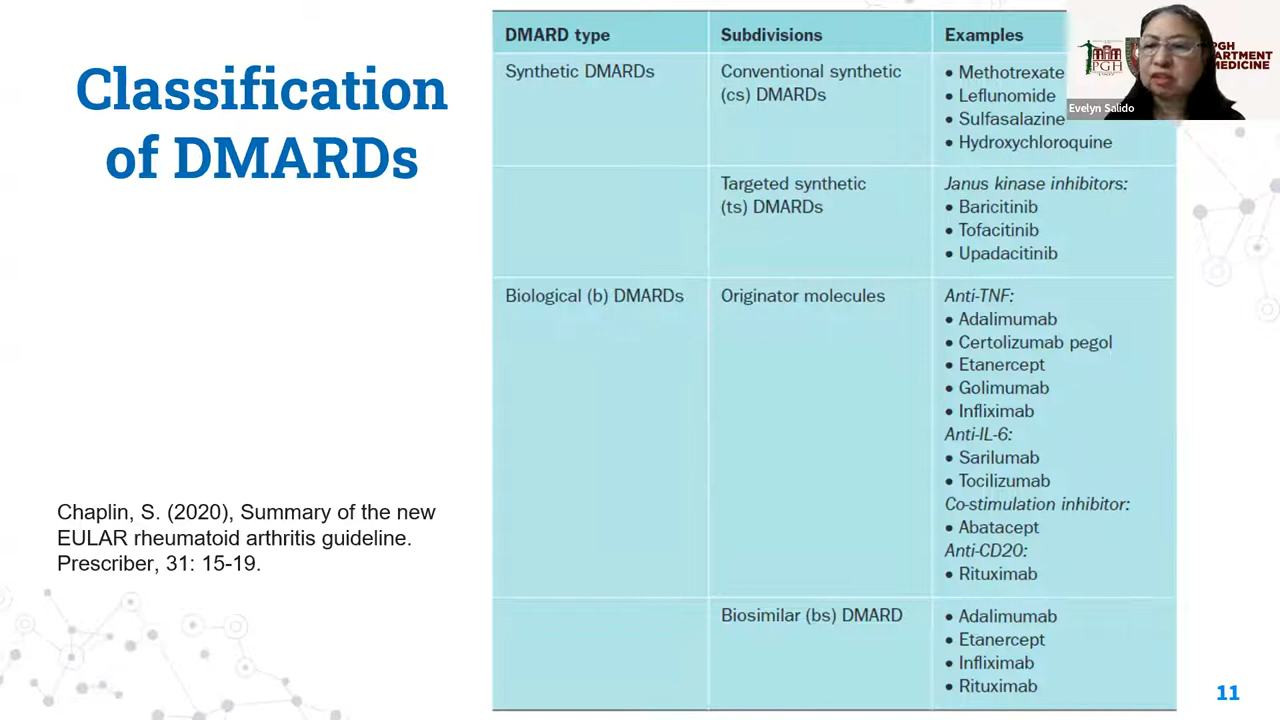 Classification
of DMARDs
Chaplin, S. (2020), Summary of the new
EULAR rheumatoid arthritis guideline.
Prescriber, 31: 15-19.
DMARD type Subdivisions Examples
Synthetic DMARDs Conventional synthetic
(cs) DMARDs
• Methotrexate
• Leflunomide
• Sulfasalazine
• Hydroxychloroquine
Targeted synthetic
(ts) DMARDs
Janus kinase inhibitors:
• Baricitinib
• Tofacitinib
• Upadacitinib
Biological (b) DMARDs Originator molecules
Anti-TNF:
• Adalimumab
• Certolizumab pegol
• Etanercept
• Golimumab
• Infliximab
Anti-IL-6:
• Sarilumab
• Tocilizumab
Co-stimulation inhibitor:
• Abatacept
Anti-CD20:
• Rituximab
Biosimilar (bs) DMARD
• Adalimumab
• Etanercept
• Infliximab
• Rituximab
PGH
Evelyn Salido
11